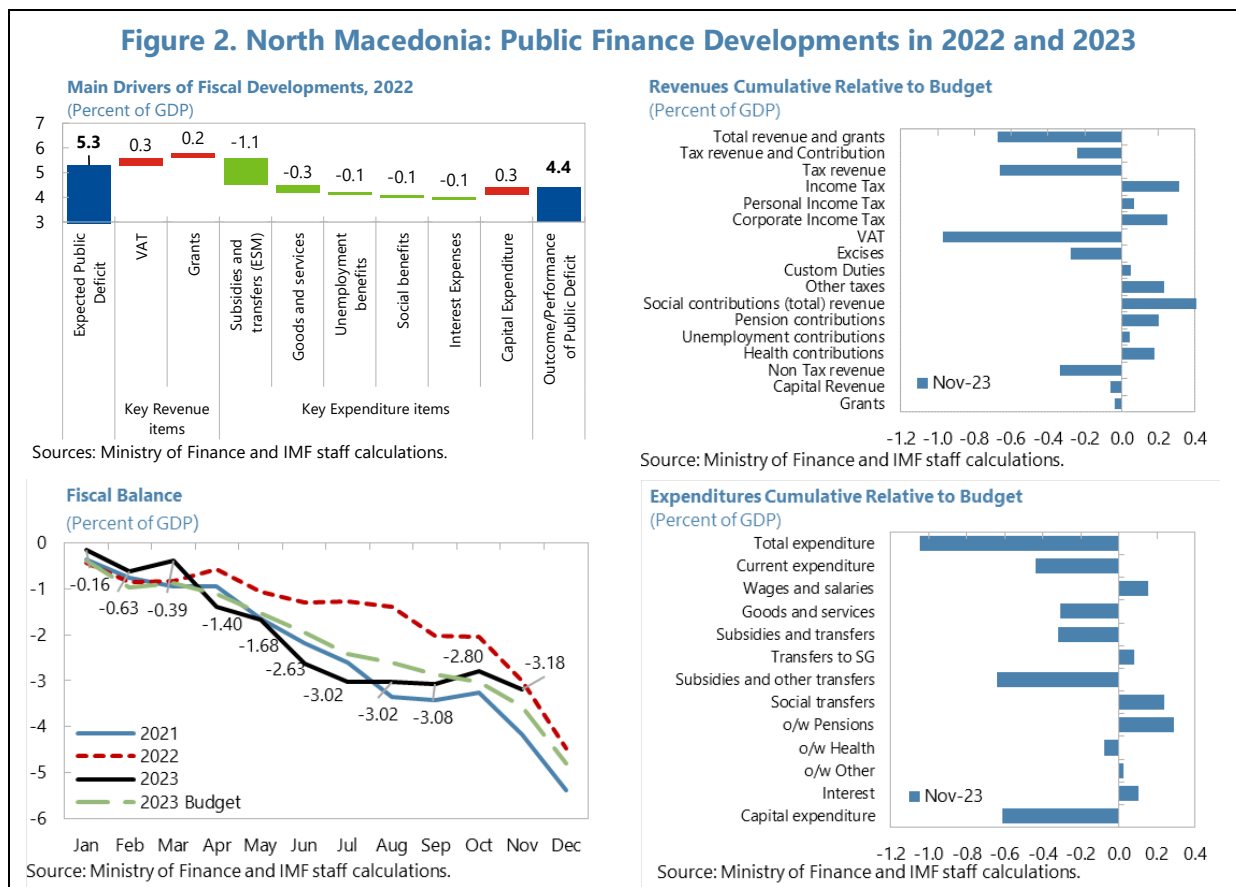 Figure 2. North Macedonia: Public Finance Developments in 2022 and 2023
Main Drivers of Fiscal Developments, 2022
(Percent of GDP)
7
6
5
4
3
5.3
0.3
0.2
-1.1
-0.3
-0.1
-0.1
-0.1
0.3
4.4
Expected Public
Deficit
VAT
Grants
Subsidies and
transfers (ESM)
Goods and services
Unemployment
benefits
Social benefits
Interest Expenses
Capital Expenditure
Outcome/Performance
of Public Deficit
Key Revenue
items
Key Expenditure items
Sources: Ministry of Finance and IMF staff calculations.
Revenues Cumulative Relative to Budget
(Percent of GDP)
Total revenue and grants
Tax revenue and Contribution
Tax revenue
Income Tax
Personal Income Tax
Corporate Income Tax
VAT
Excises
Custom Duties
Other taxes
Social contributions (total) revenue
Pension contributions
Unemployment contributions
Health contributions
Non Tax revenue
Capital Revenue
Grants
Nov-23
-1.2 -1.0 -0.8 -0.6 -0.4 -0.2 0.0 0.2 0.4
Source: Ministry of Finance and IMF staff calculations.
Fiscal Balance
(Percent of GDP)
0
-1
-2
-3
-4
-5
-6
-0.16
-0.63
-0.39
-1.40
-1.68
-2.63
-3.02
-3.02
-3.08
-2.80
-3.18
2021
2022
2023
2023 Budget
Jan Feb Mar Apr May Jun Jul Aug Sep Oct Nov Dec
Source: Ministry of Finance and IMF staff calculations.
Expenditures Cumulative Relative to Budget
(Percent of GDP)
Total expenditure
Current expenditure
Wages and salaries
Goods and services
Subsidies and transfers
Transfers to SG
Subsidies and other transfers
Social transfers
o/w Pensions
o/w Health
o/w Other
Interest
Capital expenditure
Nov-23
-1.2 -1.0 -0.8 -0.6 -0.4 -0.2 0.0 0.2 0.4
Source: Ministry of Finance and IMF staff calculations.